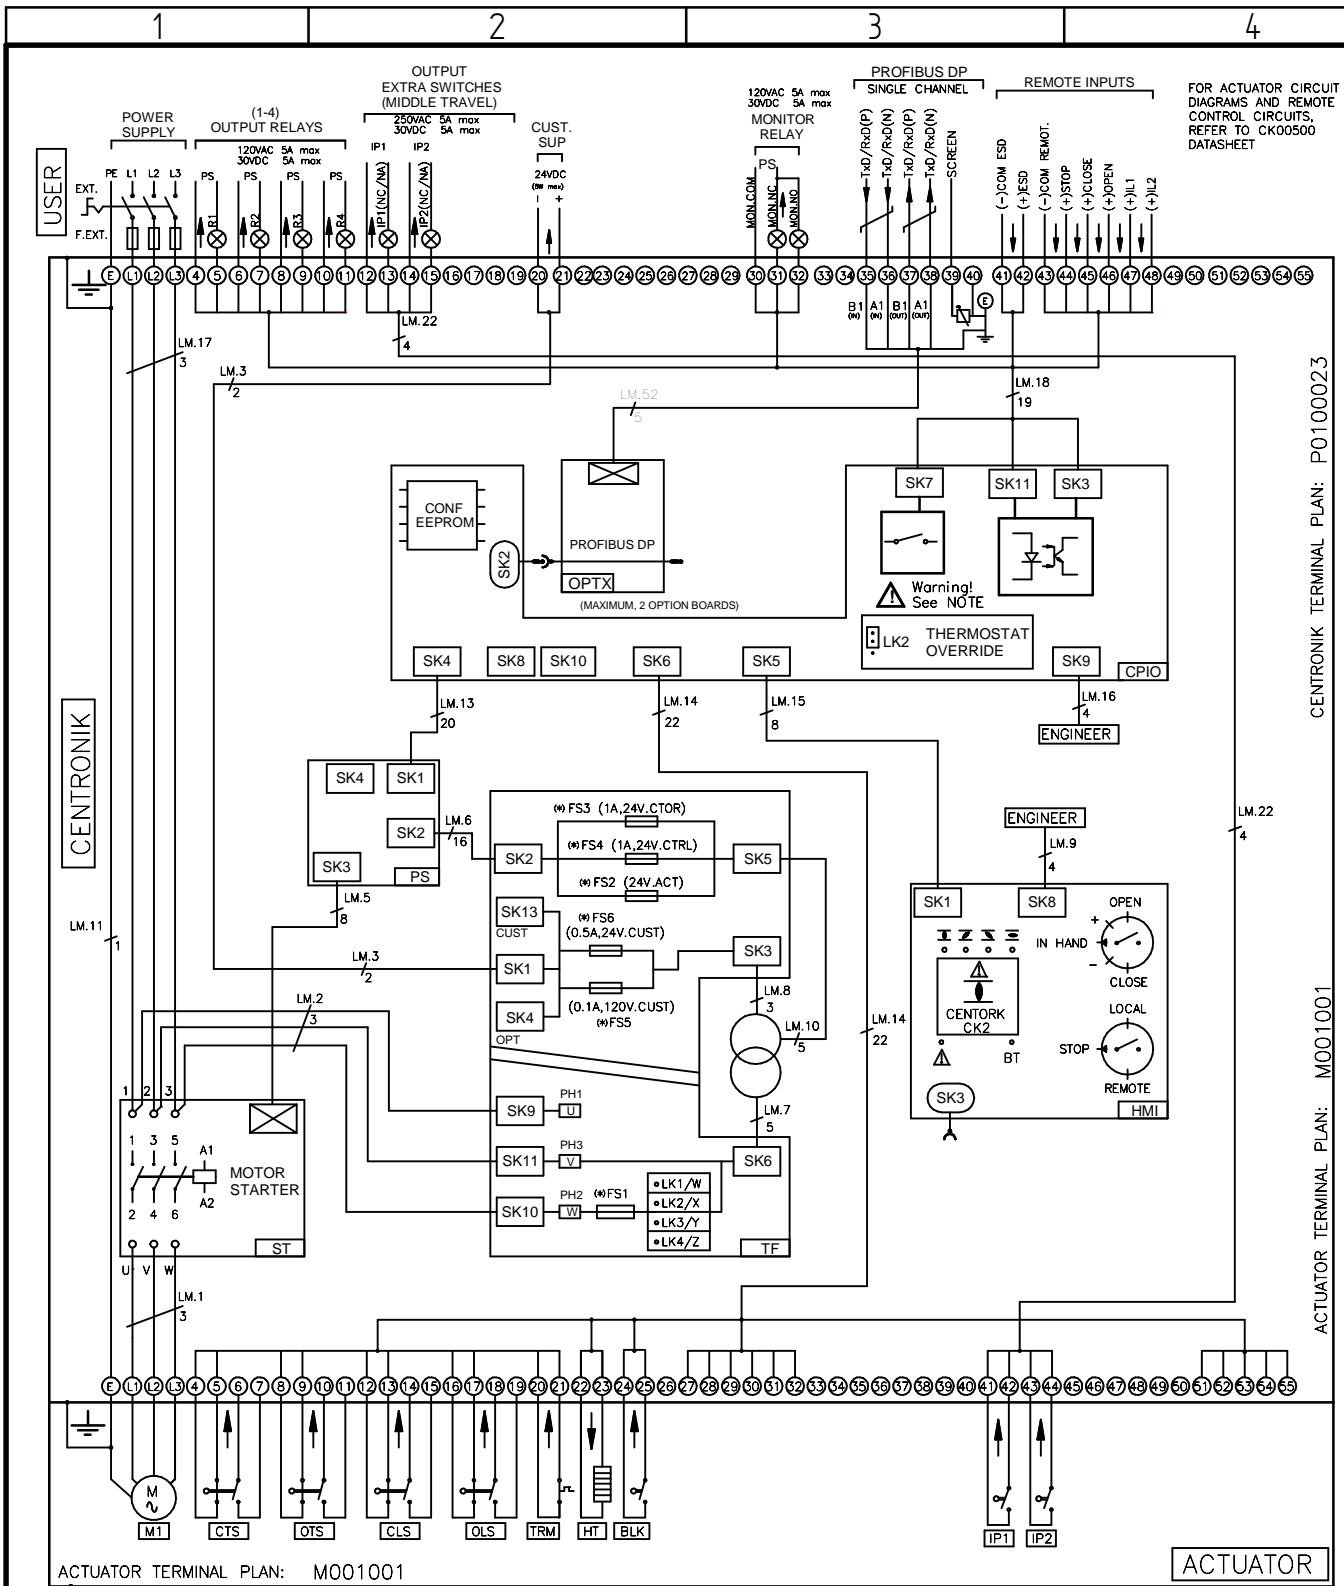 1 2 3 4
POWER
SUPPLY
(1-4)
OUTPUT RELAYS
120VAC 5A max
30VDC 5A max
OUTPUT
EXTRA SWITCHES
(MIDDLE TRAVEL)
250VAC 5A max
30VDC 5A max
CUST.
SUP
24VDC
(5W max)
- +
120VAC 5A max
30VDC 5A max
MONITOR
RELAY
PROFIBUS DP
SINGLE CHANNEL
REMOTE INPUTS
FOR ACTUATOR CIRCUIT
DIAGRAMS AND REMOTE
CONTROL CIRCUITS,
REFER TO CK00500
DATASHEET
USER
PE L1 L2 L3
EXT.
F.EXT.
PS PS PS PS
R1 R2 R3 R4
IP1 IP2
IP1(NC/NA)
IP2(NC/NA)
PS
MON.COM
MON.NC
MON.NO
TxD/RxD(P)
TxD/RxD(N)
TxD/RxD(P)
TxD/RxD(N)
SCREEN
(-)COM ESD
(+)ESD
(-)COM REMOT.
(+)STOP
(+)CLOSE
(+)OPEN
(+)IL1
(+)IL2
E L1 L2 L3 4 5 6 7 8 9 10 11 12 13 14 15 16 17 18 19 20 21 22 23 24 25 26 27 28 29 30 31 32 33 34 35 36 37 38 39 40 41 42 43 44 45 46 47 48 49 50 51 52 53 54 55
B1 A1 B1 A1
(IN) (IN) (OUT) (OUT)
E
LM.17
3
LM.22
4
LM.3
2
LM.52
5
LM.18
19
CENTRONIK TERMINAL PLAN: P0100023
CONF
EEPROM
SK2
PROFIBUS DP
OPTX
(MAXIMUM, 2 OPTION BOARDS)
SK7 SK11 SK3
Warning!
See NOTE
LK2
THERMOSTAT
OVERRIDE
SK4 SK8 SK10 SK6 SK5 SK9
CPIO
LM.13
20
LM.14
22
LM.15
8
LM.16
4
ENGINEER
CENTRONIK
SK4 SK1
SK2
SK3
PS
LM.6
16
LM.5
8
LM.11
1
LM.3
2
LM.2
3
(*)FS3 (1A,24V.CTOR)
(*)FS4 (1A,24V.CTRL)
(*)FS2 (24V.ACT)
SK2 SK5
SK13
CUST
(*)FS6
(0.5A,24V.CUST)
SK1 SK3
SK4
OPT
(0.1A,120V.CUST)
(*)FS5
LM.8
3
LM.10
5
LM.7
5
SK9
PH1
U
SK11
PH3
V
SK6
SK10
PH2
W
(*)FS1
LK1/W
LK2/X
LK3/Y
LK4/Z
TF
LM.14
22
LM.22
4
ENGINEER
LM.9
4
SK1 SK8
OPEN
+
IN HAND
-
CLOSE
CENTORK
CK2
BT
LOCAL
STOP
REMOTE
SK3
HMI
1 2 3
1 3 5
A1
A2
2 4 6
MOTOR
STARTER
ST
U V W
LM.1
3
ACTUATOR TERMINAL PLAN: M001001
E L1 L2 L3 4 5 6 7 8 9 10 11 12 13 14 15 16 17 18 19 20 21 22 23 24 25 26 27 28 29 30 31 32 33 34 35 36 37 38 39 40 41 42 43 44 45 46 47 48 49 50 51 52 53 54 55
M
M1 CTS OTS CLS OLS TRM HT BLK IP1 IP2
ACTUATOR TERMINAL PLAN: M001001
ACTUATOR